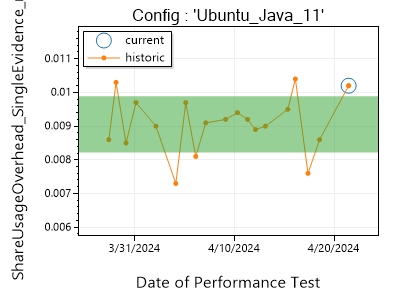 Config : 'Ubuntu_Java_11'
current
historic
0.011
0.01
0.009
0.008
0.007
0.006
ShareUsageOverhead_SingleEvidence_
3/31/2024
4/10/2024
4/20/2024
Date of Performance Test